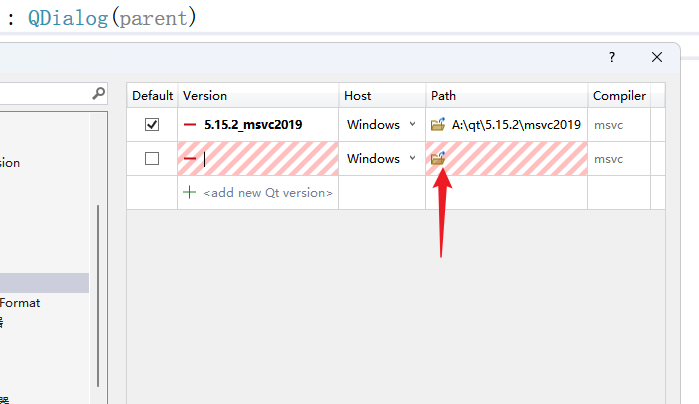 : QDialog(parent)
?
Default Version Host Path Compiler
5.15.2_msvc2019 Windows A:\qt\5.15.2\msvc2019 msvc
sion
Windows msvc
<add new Qt version>
Format
器